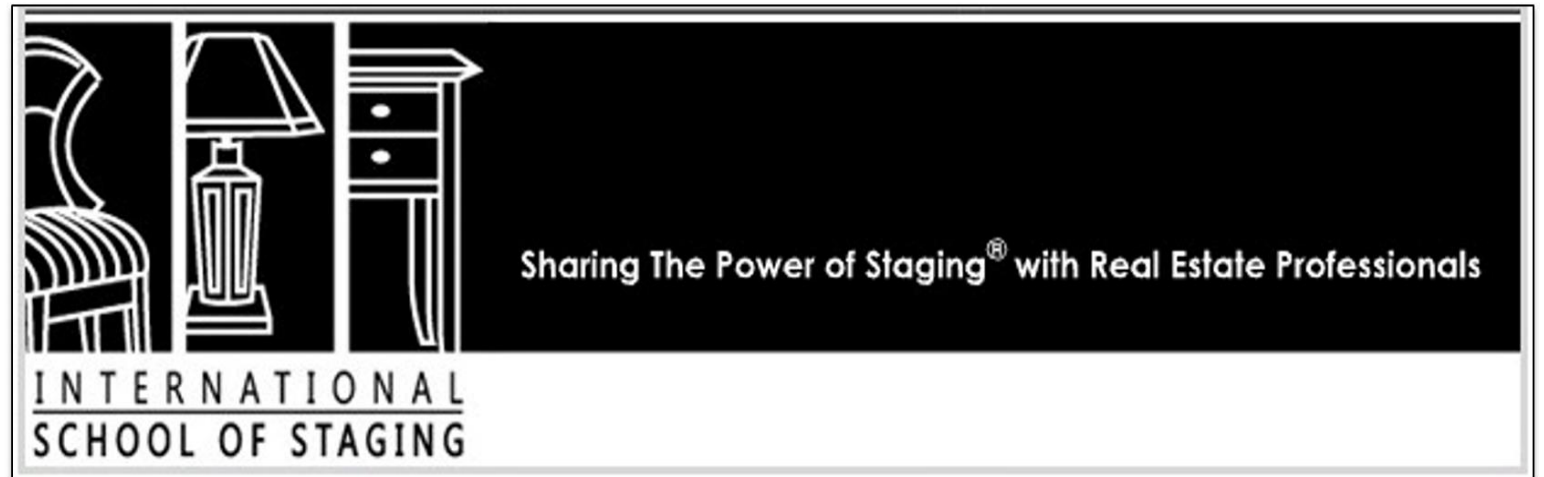 Sharing The Power of Staging® with Real Estate Professionals
INTERNATIONAL
SCHOOL OF STAGING